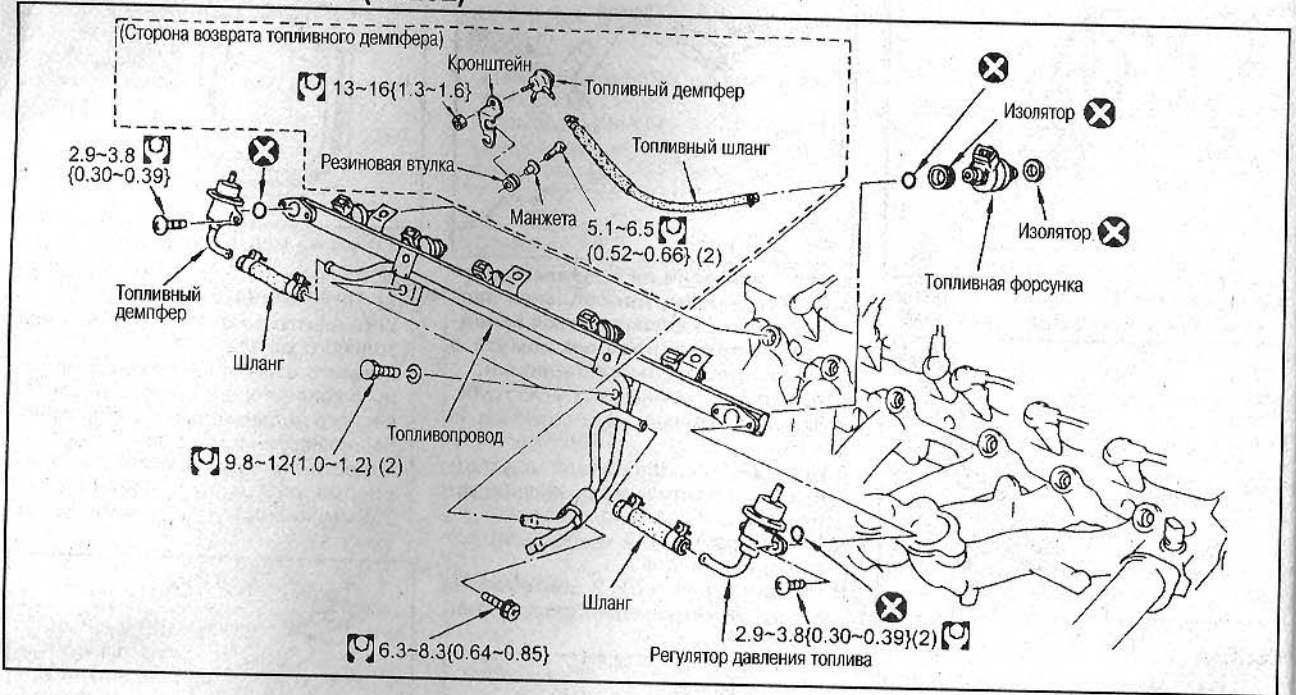 (Сторона возврата топливного демпфера)
Кронштейн
13~16{1.3~1.6}
Топливный демпфер
Изолятор
2.9~3.8
{0.30~0.39}
Резиновая втулка
Топливный шланг
Манжета
5.1~6.5
{0.52~0.66} (2)
Изолятор.
Топливная форсунка
Топливный
демпфер
Шланг
Топливопровод
9.8~12{1.0~1.2} (2)
Шланг
2.9~3.8{0.30~0.39}(2)
6.3~8.3{0.64~0.85}
Регулятор давления топлива